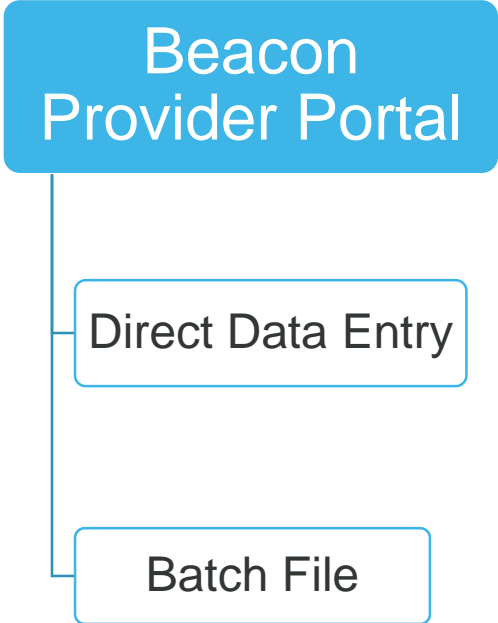 Beacon
Provider Portal
Direct Data Entry
Batch File